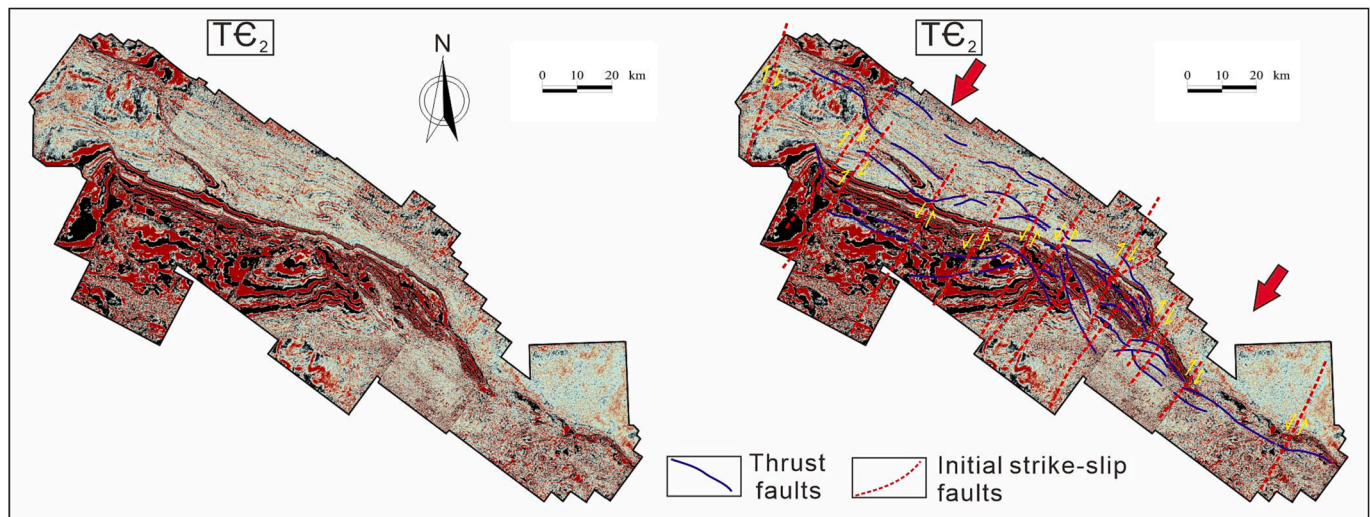 TЄ₂
N
0 10 20 km
TЄ₂
0 10 20 km
Thrust
faults
Initial strike-slip
faults